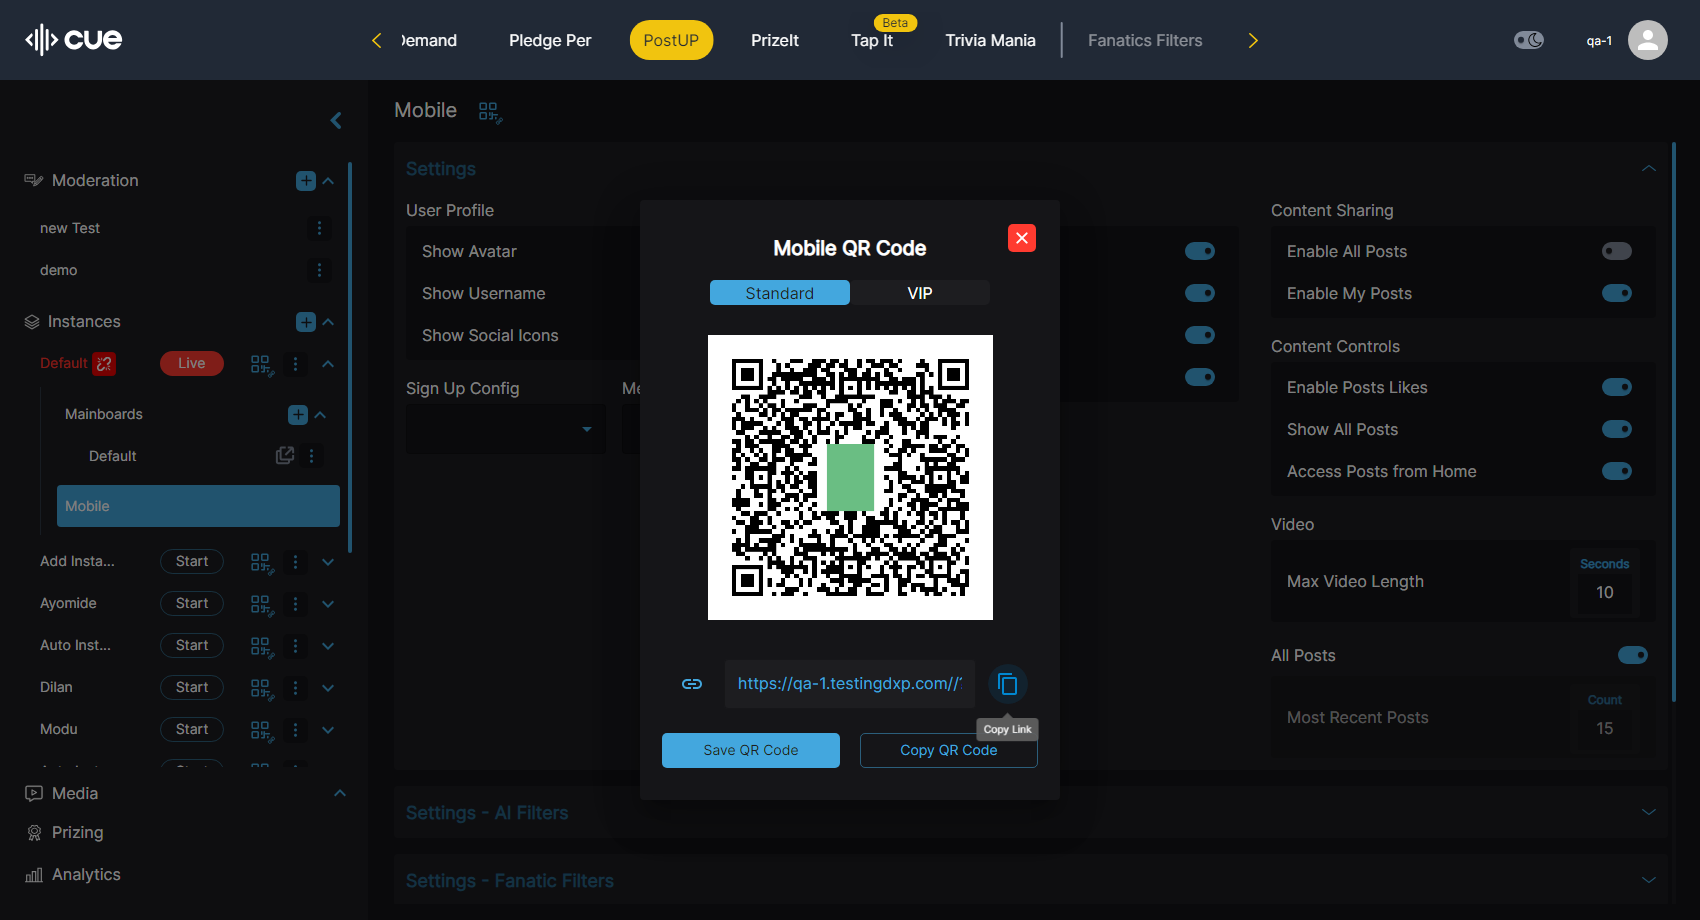 cue
Demand
Pledge Per
PostUP
PrizeIt
Tap It
Beta
Trivia Mania
Fanatics Filters
qa-1
Moderation
new Test
demo
Instances
Default
Live
Mainboards
Default
Mobile
Add Insta...
Start
Ayomide
Start
Auto Inst...
Start
Dilan
Start
Modu
Start
Media
Prizing
Analytics
Mobile
Settings
User Profile
Show Avatar
Show Username
Show Social Icons
Sign Up Config
Content Sharing
Enable All Posts
Enable My Posts
Content Controls
Enable Posts Likes
Show All Posts
Access Posts from Home
Video
Max Video Length
Seconds
10
All Posts
Most Recent Posts
Count
15
Settings - AI Filters
Settings - Fanatic Filters
Mobile QR Code
Standard
VIP
https://qa-1.testingdxp.com//
Copy Link
Save QR Code
Copy QR Code